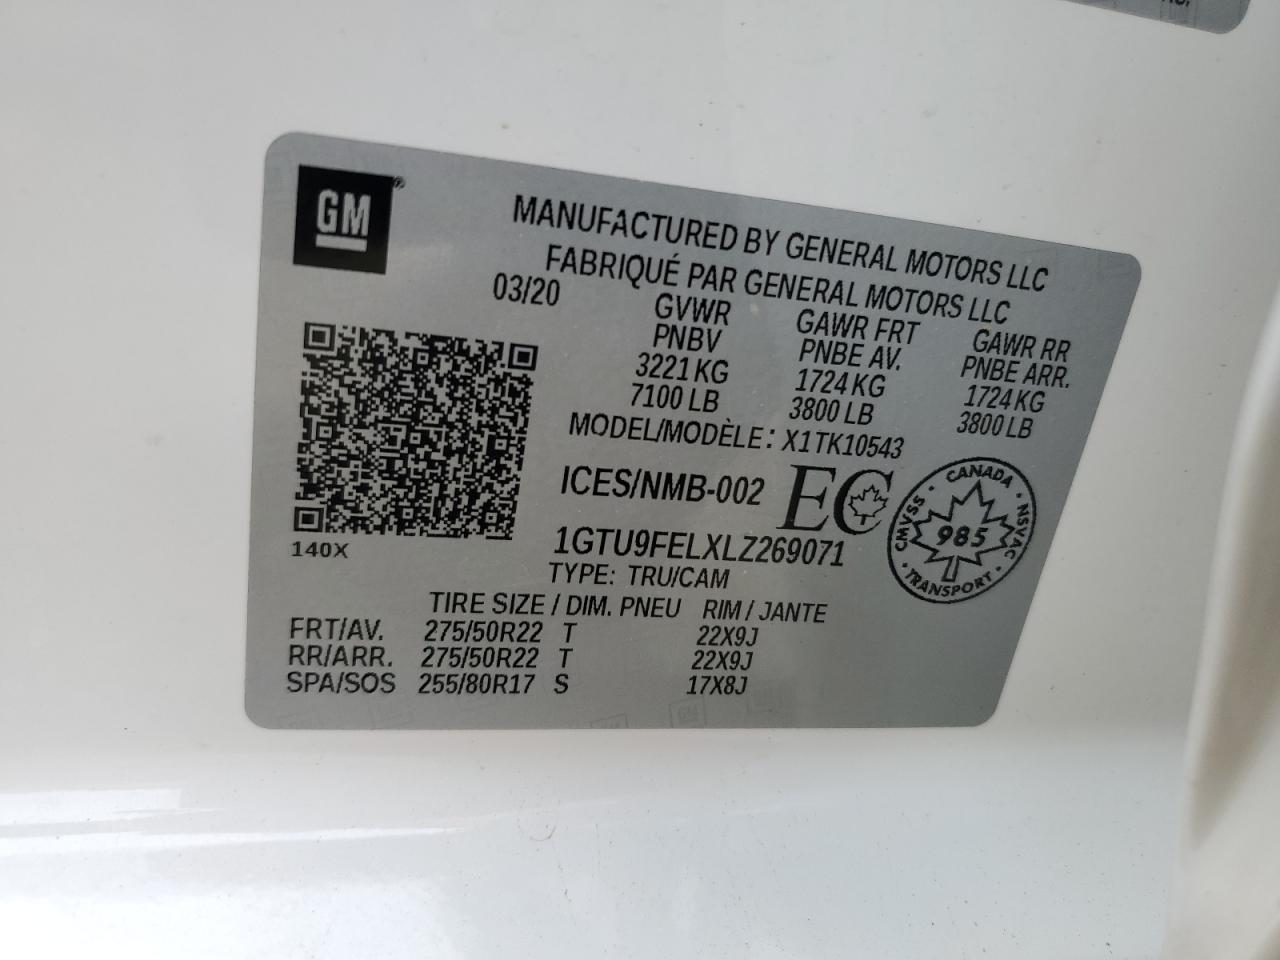 GM®
MANUFACTURED BY GENERAL MOTORS LLC
FABRIQUÉ PAR GENERAL MOTORS LLC
03/20
GVWR GAWR FRT GAWR RR
PNBV PNBE AV. PNBE ARR.
3221 KG 1724 KG 1724 KG
7100 LB 3800 LB 3800 LB
MODEL/MODÈLE: X1TK10543
ICES/NMB-002 EC
CANADA
CMVSS 985 NSVAC
TRANSPORT
140X
1GTU9FELXLZ269071
TYPE: TRU/CAM
TIRE SIZE / DIM. PNEU RIM / JANTE
FRT/AV. 275/50R22 T 22X9J
RR/ARR. 275/50R22 T 22X9J
SPA/SOS 255/80R17 S 17X8J